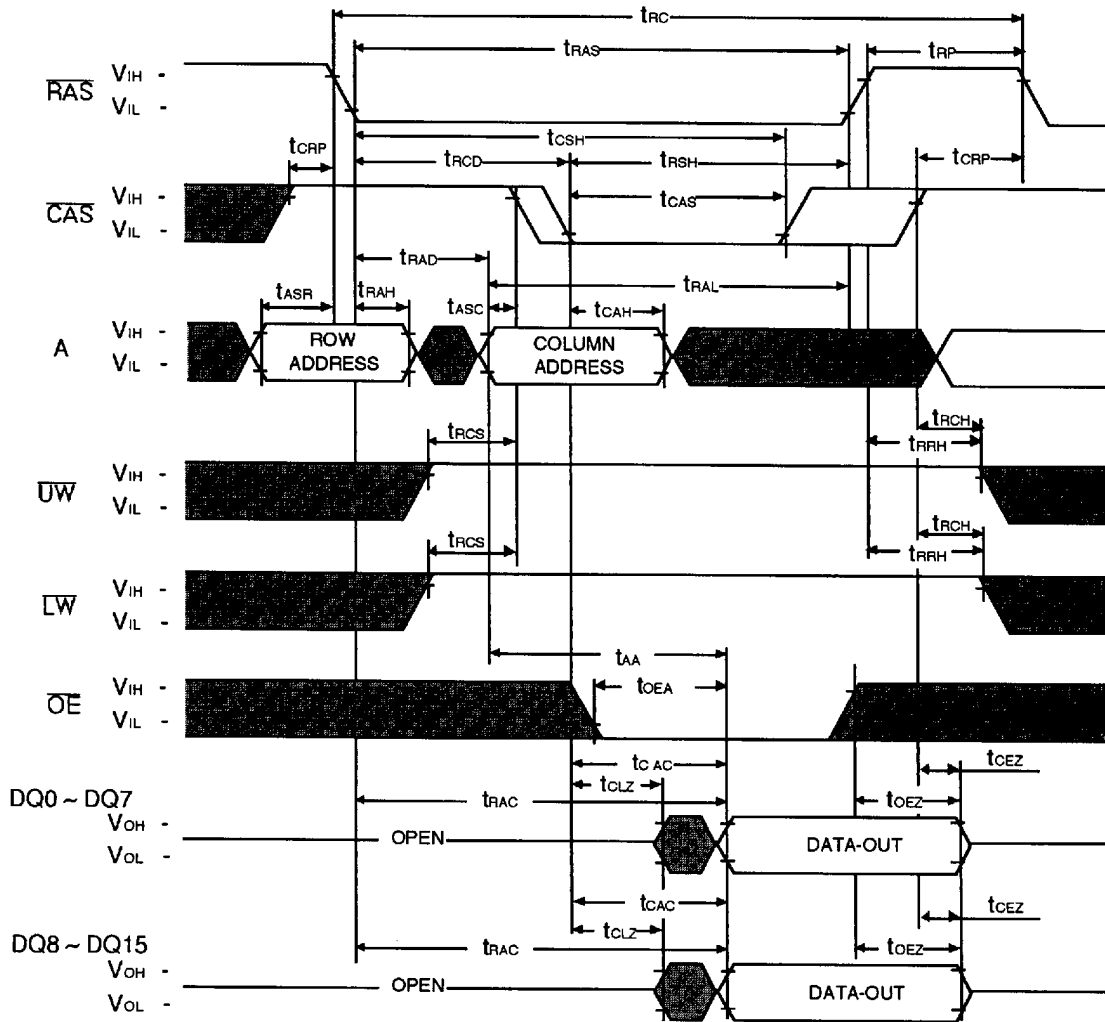 tRC
tRAS
tRP
RAS
VIH -
VIL -
tCSH
tCRP
tRCD
tRSH
tCRP
CAS
VIH -
VIL -
tCAS
tRAD
tRAL
tASR
tRAH
tASC
tCAH
A
VIH -
VIL -
ROW
ADDRESS
COLUMN
ADDRESS
tRCS
tRCH
tRRH
UW
VIH -
VIL -
tRCS
tRCH
tRRH
LW
VIH -
VIL -
tAA
tOEA
OE
VIH -
VIL -
tCAC
tCEZ
tCLZ
tOEZ
DQ0 ~ DQ7
tRAC
VOH -
VOL -
OPEN
DATA-OUT
tCAC
tCEZ
tCLZ
tOEZ
DQ8 ~ DQ15
tRAC
VOH -
VOL -
OPEN
DATA-OUT